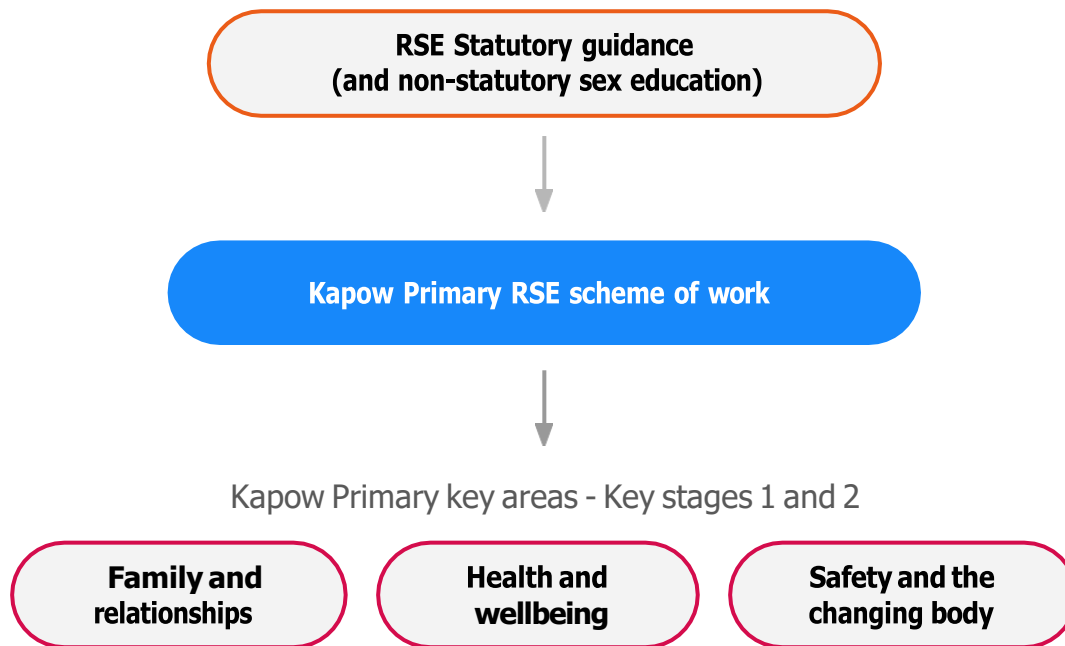 RSE Statutory guidance
(and non-statutory sex education)
Kapow Primary RSE scheme of work
Kapow Primary key areas - Key stages 1 and 2
Family and
relationships
Health and
wellbeing
Safety and the
changing body